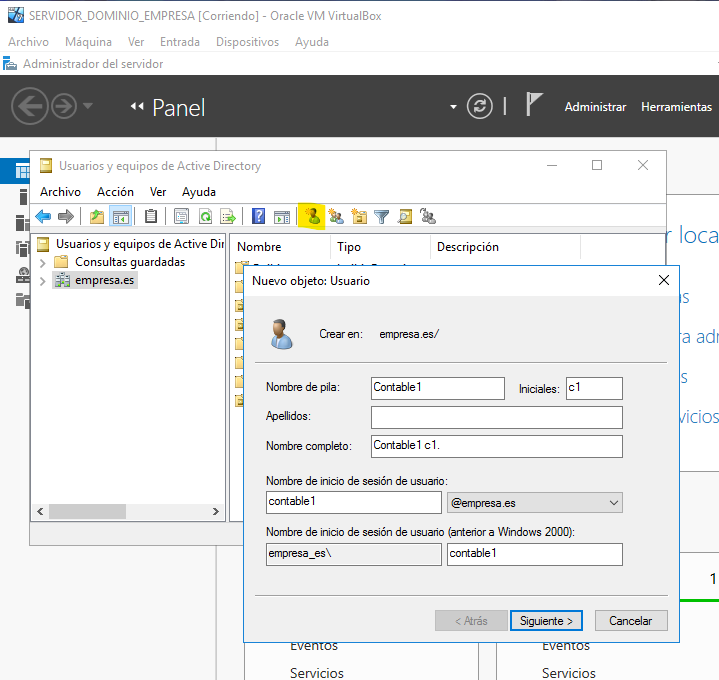 SERVIDOR_DOMINIO_EMPRESA [Corriendo] - Oracle VM VirtualBox
Archivo Máquina Ver Entrada Dispositivos Ayuda
Administrador del servidor
Panel
Administrar Herramientas
Usuarios y equipos de Active Directory
Archivo Acción Ver Ayuda
Usuarios y equipos de Active Dir
Nombre Tipo Descripción
Consultas guardadas
empresa.es
Nuevo objeto: Usuario
Crear en: empresa.es/
Nombre de pila: Contable1 Iniciales: c1
Apellidos:
Nombre completo: Contable1 c1.
Nombre de inicio de sesión de usuario:
contable1 @empresa.es
Nombre de inicio de sesión de usuario (anterior a Windows 2000):
empresa_es\ contable1
< Atrás Siguiente > Cancelar
r loca
as
ra adm
s
rvicios
1
Eventos Eventos
Servicios Servicios